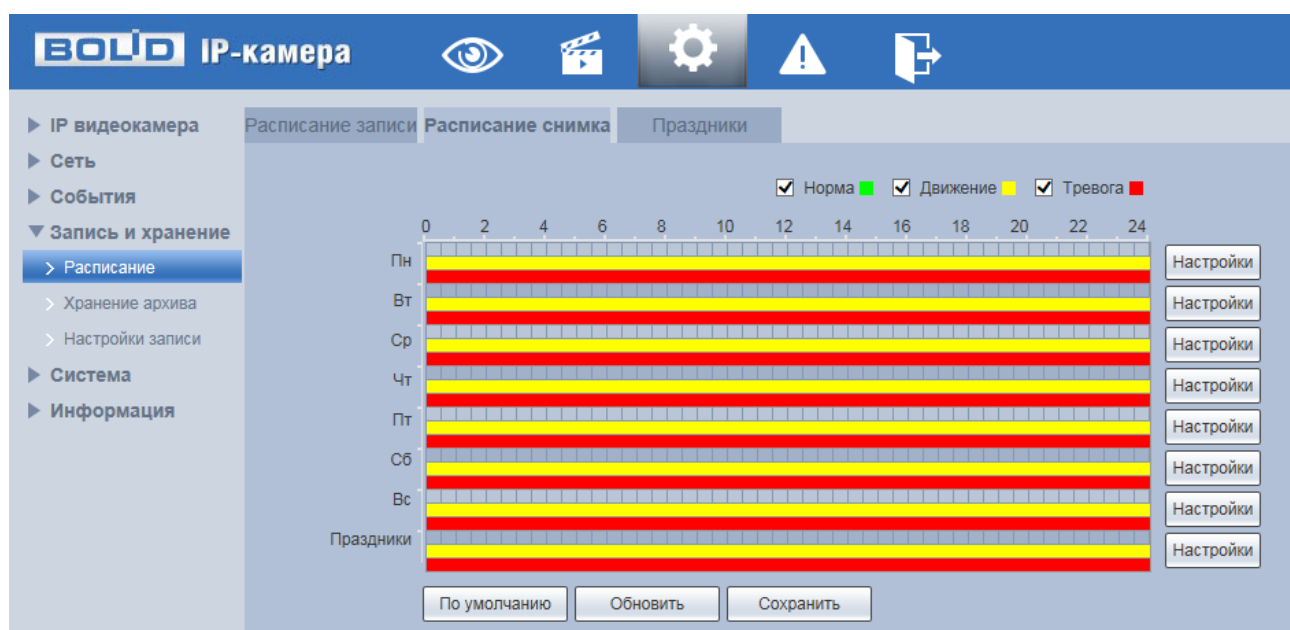 BOLID IP-камера
IP видеокамера
Сеть
События
Запись и хранение
Расписание
Хранение архива
Настройки записи
Система
Информация
Расписание записи Расписание снимка Праздники
Норма Движение Тревога
0 2 4 6 8 10 12 14 16 18 20 22 24
Пн Настройки
Вт Настройки
Ср Настройки
Чт Настройки
Пт Настройки
Сб Настройки
Вс Настройки
Праздники Настройки
По умолчанию Обновить Сохранить